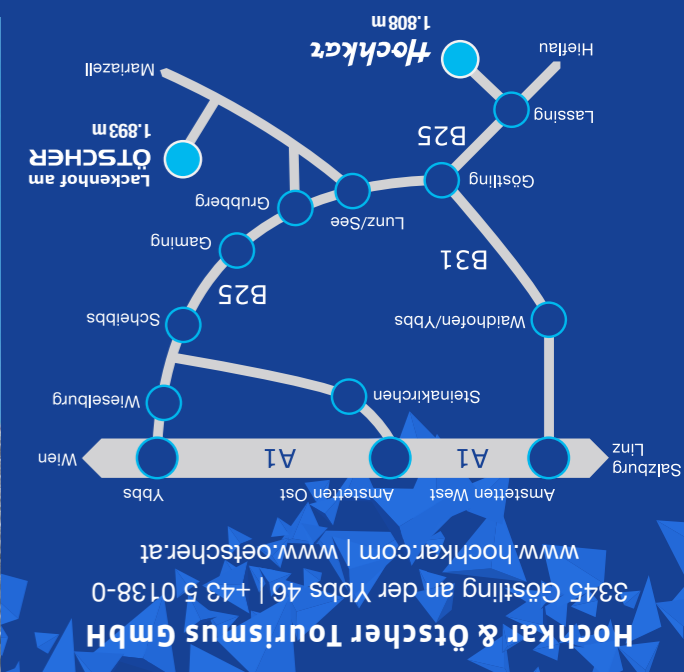 Hochkar & Ötscher Tourismus GmbH
3345 Göstling an der Ybbs 46 | +43 5 0138-0
www.hochkar.com | www.oetscher.at
Amstetten West
Amstetten Ost
Ybbs
Salzburg
Linz
A1
A1
Wien
Steinakirchen
Wieselburg
Waidhofen/Ybbs
Scheibbs
B31
B25
Gaming
Göstling
Lunz/See
Grubberg
Lassing
B25
Lackenhof am
ÖTSCHER
1.893 m
Hieflau
Hochkar
1.808 m
Mariazell